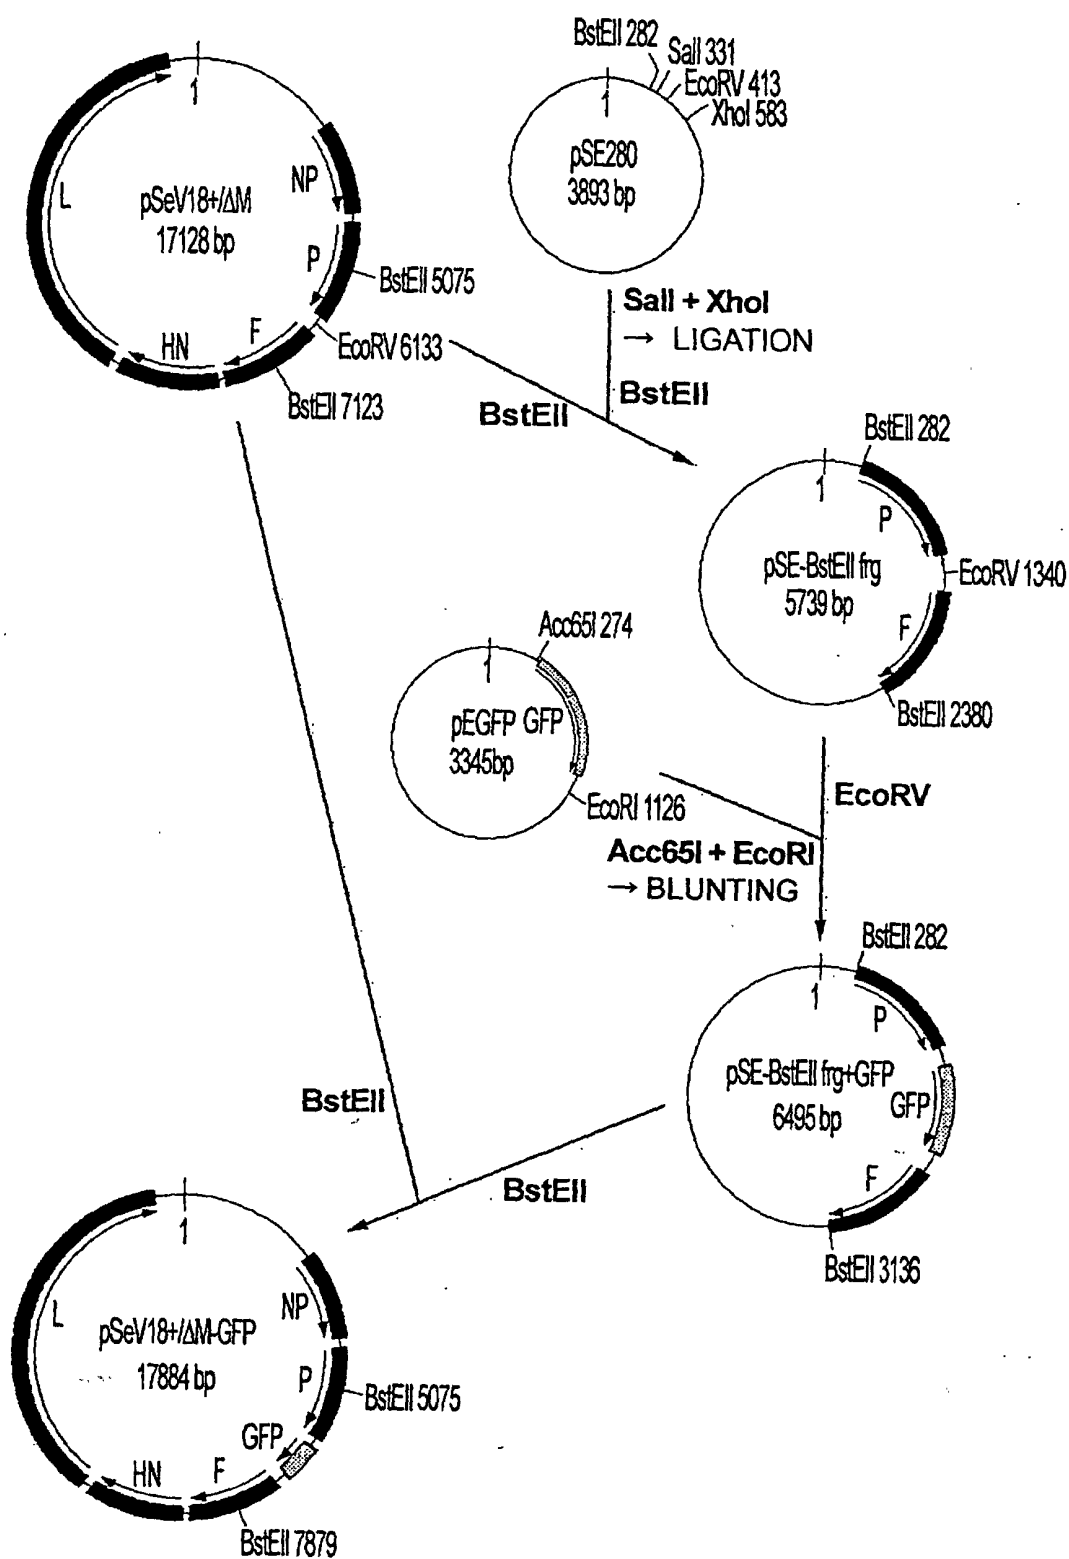 1
L
NP
pSeV18+/ΔM
17128 bp
P
BstEII 5075
F
HN
EcoRV 6133
BstEII 7123
BstEII 282
SalI 331
EcoRV 413
XhoI 583
1
pSE280
3893 bp
SalI + XhoI
→ LIGATION
BstEII
BstEII
BstEII 282
1
P
pSE-BstEII frg
5739 bp
EcoRV 1340
F
BstEII 2380
Acc65I 274
1
pEGFP GFP
3345bp
EcoRI 1126
EcoRV
Acc65I + EcoRI
→ BLUNTING
BstEII 282
1
P
pSE-BstEII frg+GFP
6495 bp
GFP
F
BstEII 3136
BstEII
BstEII
1
L
NP
pSeV18+/ΔM-GFP
17884 bp
P
BstEII 5075
GFP
F
HN
BstEII 7879